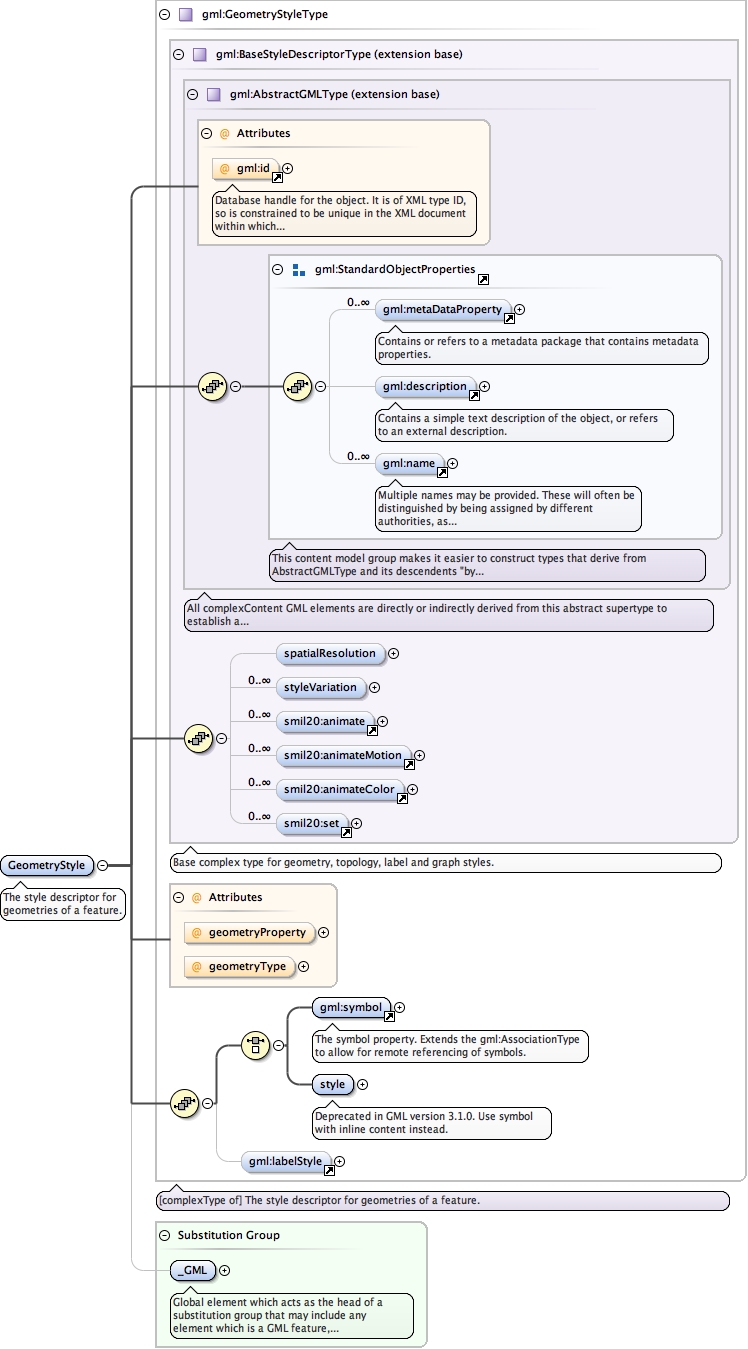 gml:GeometryStyleType
gml:BaseStyleDescriptorType (extension base)
gml:AbstractGMLType (extension base)
@ Attributes
@ gml:id
Database handle for the object. It is of XML type ID,
so is constrained to be unique in the XML document
within which...
gml:StandardObjectProperties
0..∞
gml:metaDataProperty
Contains or refers to a metadata package that contains metadata
properties.
gml:description
Contains a simple text description of the object, or refers
to an external description.
0..∞
gml:name
Multiple names may be provided. These will often be
distinguished by being assigned by different
authorities, as...
This content model group makes it easier to construct types that derive from
AbstractGMLType and its descendents "by...
All complexContent GML elements are directly or indirectly derived from this abstract supertype to
establish a...
spatialResolution
0..∞
styleVariation
0..∞
smil20:animate
0..∞
smil20:animateMotion
0..∞
smil20:animateColor
0..∞
smil20:set
Base complex type for geometry, topology, label and graph styles.
GeometryStyle
The style descriptor for
geometries of a feature.
@ Attributes
@ geometryProperty
@ geometryType
gml:symbol
The symbol property. Extends the gml:AssociationType
to allow for remote referencing of symbols.
style
Deprecated in GML version 3.1.0. Use symbol
with inline content instead.
gml:labelStyle
[complexType of] The style descriptor for geometries of a feature.
Substitution Group
_GML
Global element which acts as the head of a
substitution group that may include any
element which is a GML feature,...